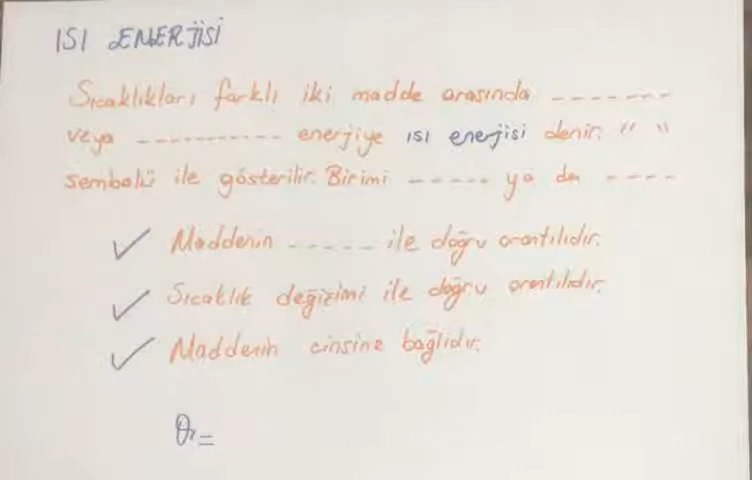 ISI ENERJİSİ
Sıcaklıkları farklı iki madde arasında -------
veya ----------- enerjiye ısı enerjisi denir. " "
sembolü ile gösterilir. Birimi ----- ya da ----
✓ Maddenin ----- ile doğru orantılıdır.
✓ Sıcaklık değişimi ile doğru orantılıdır.
✓ Maddenin cinsine bağlıdır.
Q =